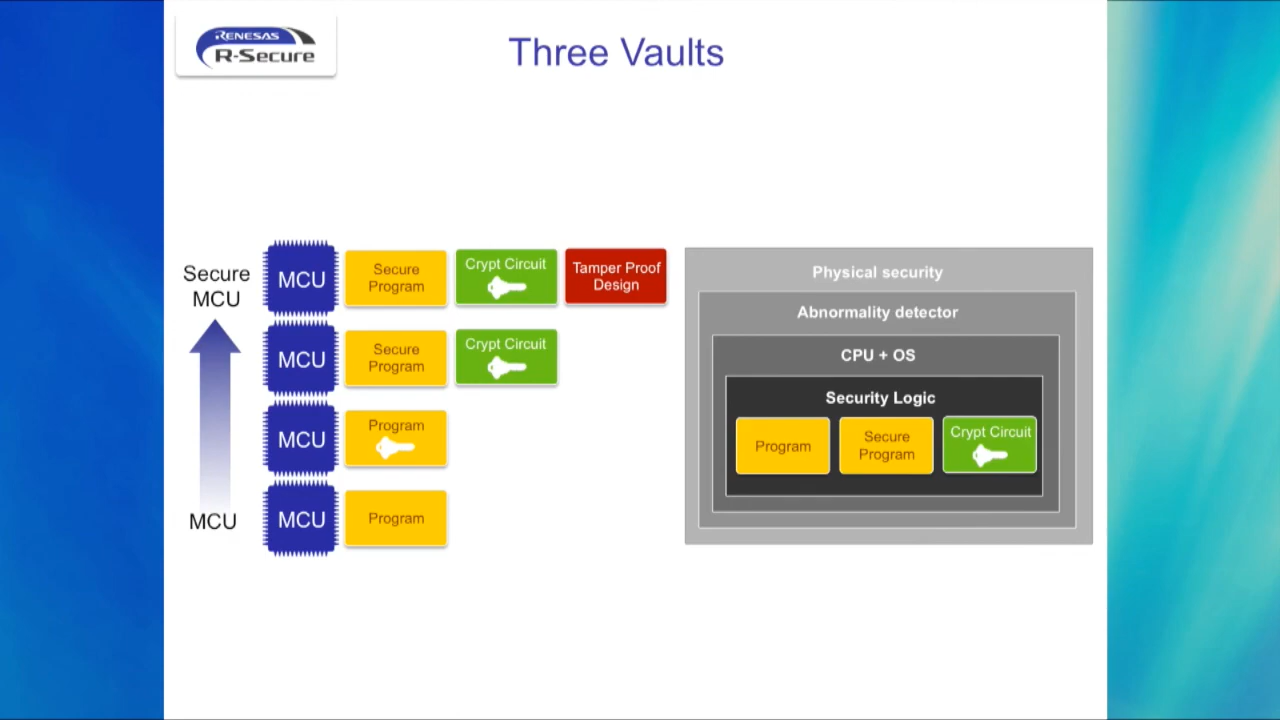 RENESAS
R-Secure
Three Vaults
Secure
MCU
MCU
MCU
Secure
Program
Crypt Circuit
Tamper Proof
Design
MCU
Secure
Program
Crypt Circuit
MCU
Program
MCU
Program
Physical security
Abnormality detector
CPU + OS
Security Logic
Program
Secure
Program
Crypt Circuit